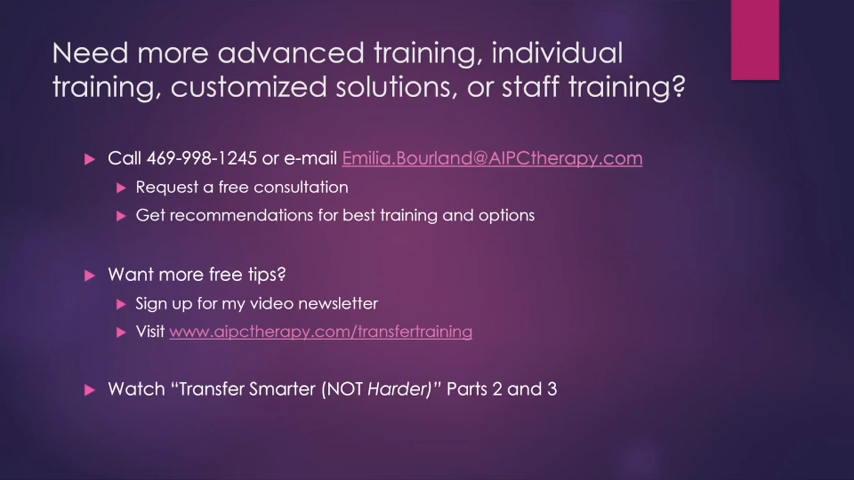 Need more advanced training, individual
training, customized solutions, or staff training?
Call 469-998-1245 or e-mail Emilia.Bourland@AIPCtherapy.com
Request a free consultation
Get recommendations for best training and options
Want more free tips?
Sign up for my video newsletter
Visit www.aipctherapy.com/transfertraining
Watch “Transfer Smarter (NOT Harder)” Parts 2 and 3